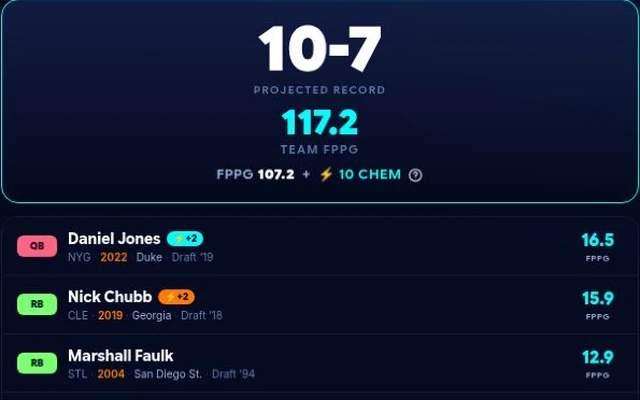 10-7
PROJECTED RECORD
117.2
TEAM FPPG
FPPG 107.2 + ⚡ 10 CHEM ?
QB Daniel Jones ⚡+2 16.5
NYG · 2022 · Duke · Draft '19 FPPG
RB Nick Chubb ⚡+2 15.9
CLE · 2019 · Georgia · Draft '18 FPPG
RB Marshall Faulk 12.9
STL · 2004 · San Diego St. · Draft '94 FPPG